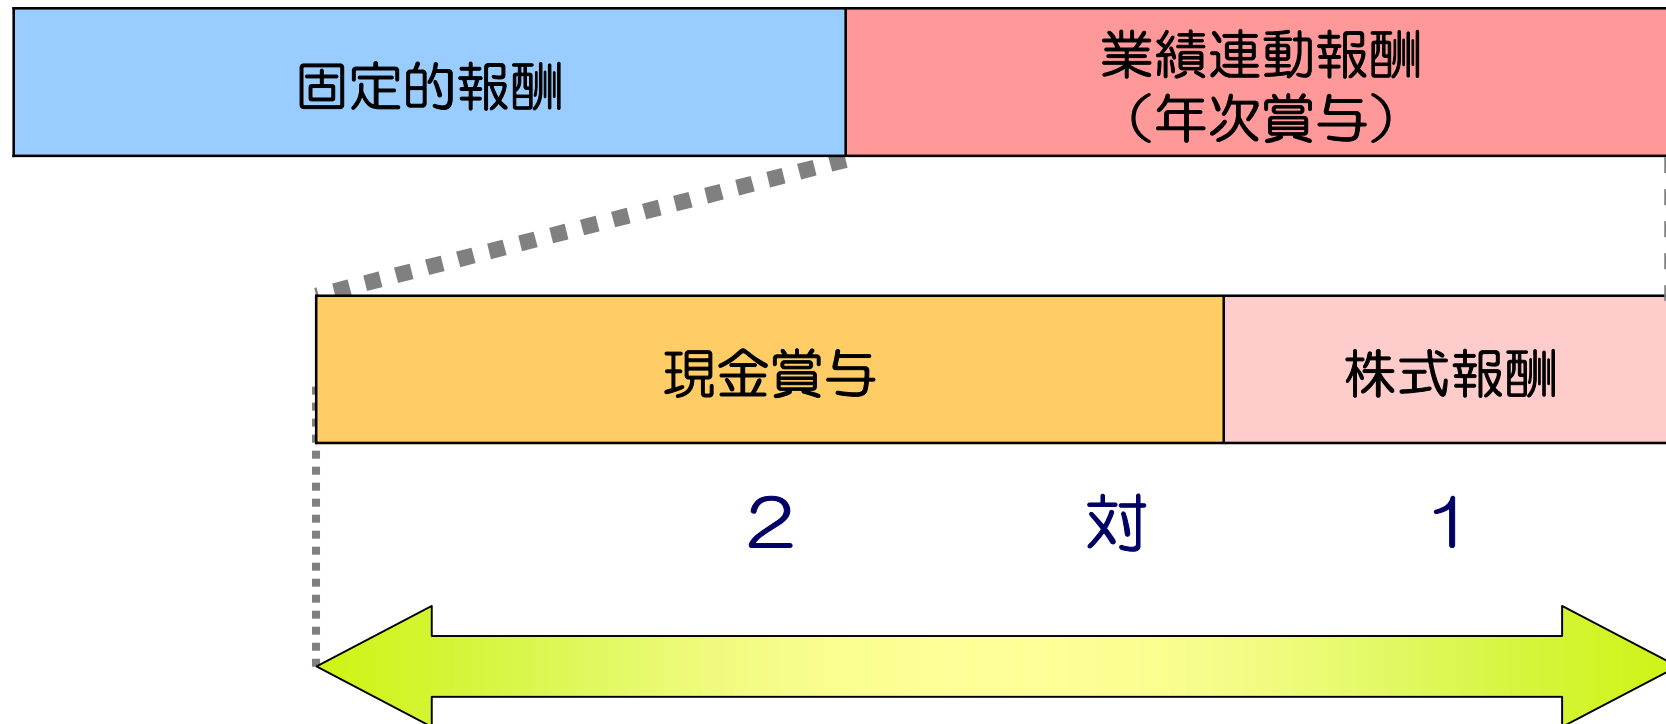 固定的報酬
業績連動報酬
（年次賞与）
現金賞与
株式報酬
２　対　１